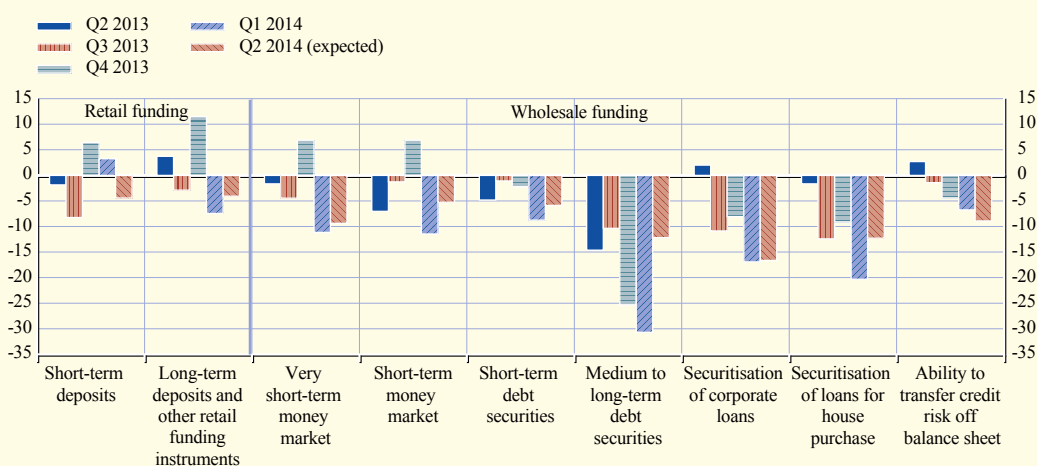 Q2 2013
Q3 2013
Q4 2013
Q1 2014
Q2 2014 (expected)
15
10
5
0
-5
-10
-15
-20
-25
-30
-35
Retail funding
Wholesale funding
15
10
5
0
-5
-10
-15
-20
-25
-30
-35
Short-term
deposits
Long-term
deposits and
other retail
funding
instruments
Very
short-term
money
market
Short-term
money
market
Short-term
debt
securities
Medium to
long-term
debt
securities
Securitisation
of corporate
loans
Securitisation
of loans for
house
purchase
Ability to
transfer credit
risk off
balance sheet